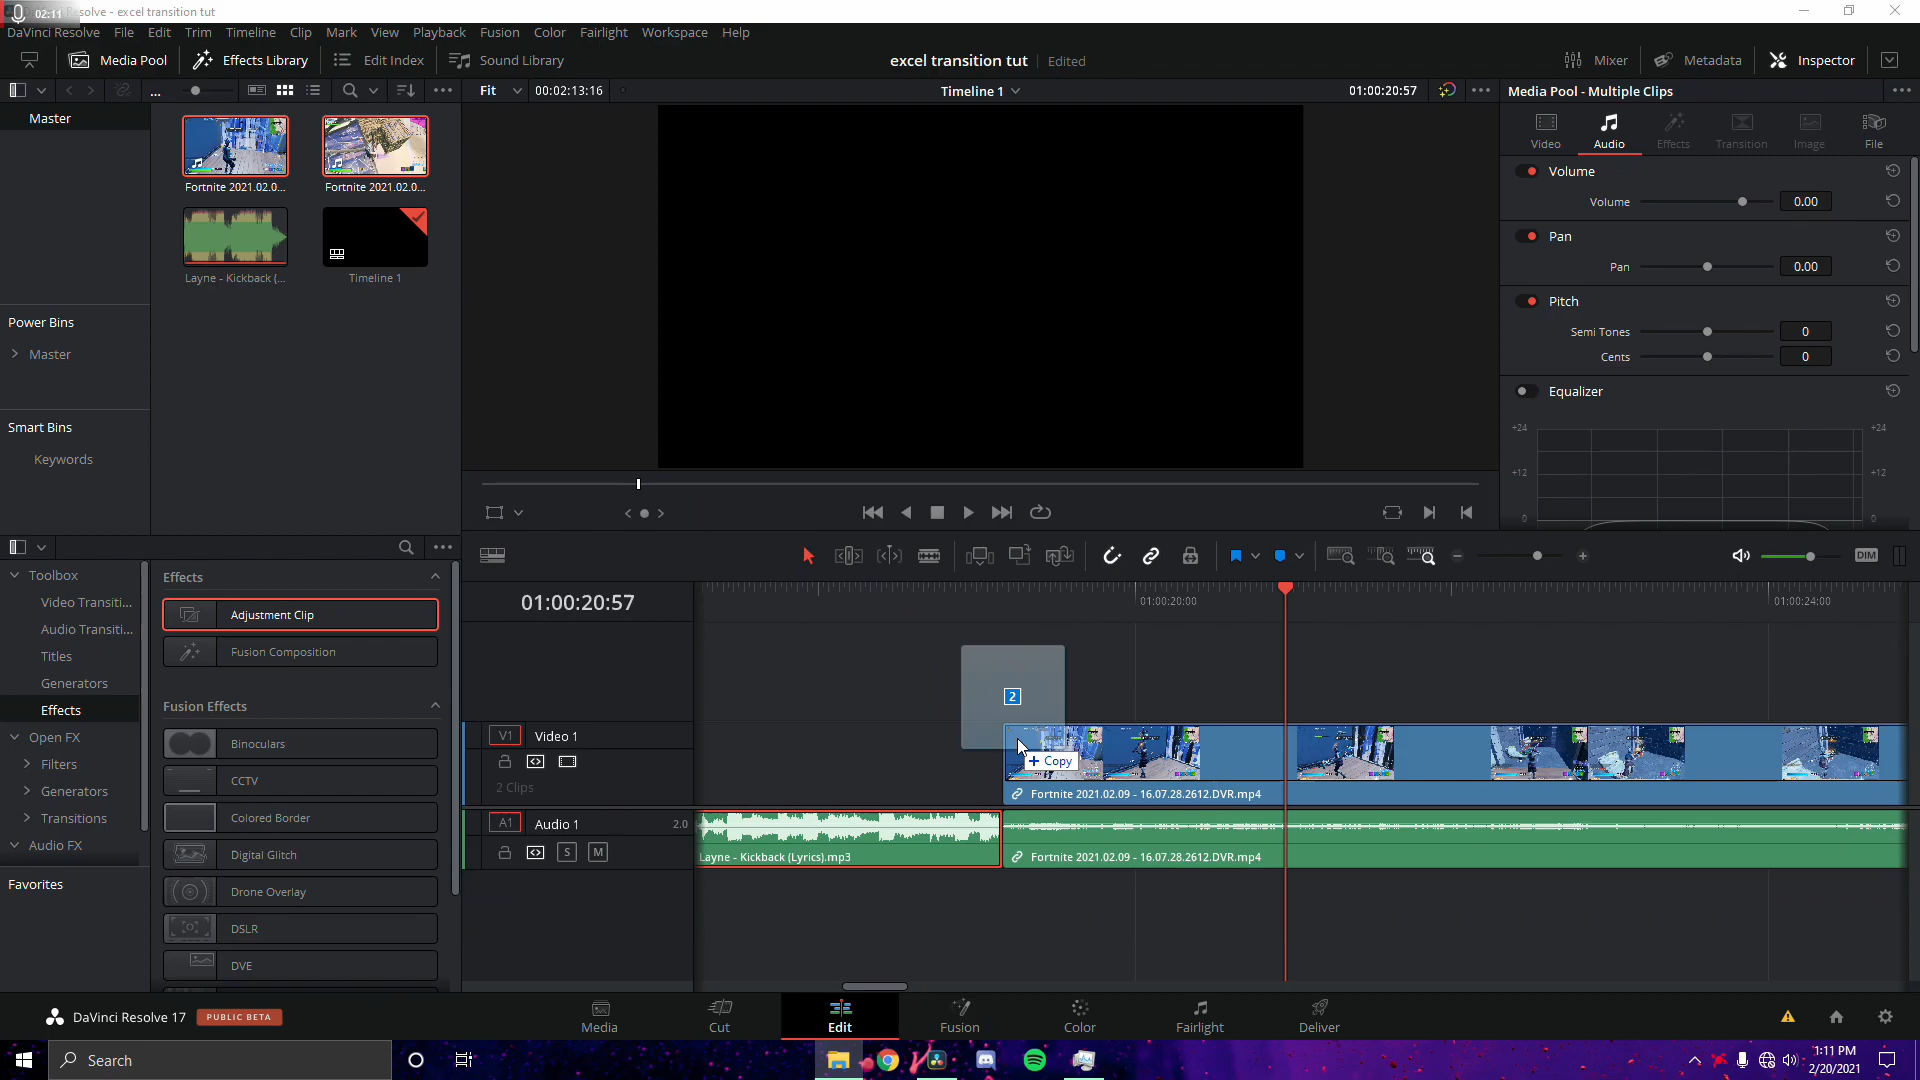 02:11
Resolve - excel transition tut
DaVinci Resolve File Edit Trim Timeline Clip Mark View Playback Fusion Color Fairlight Workspace Help
Media Pool Effects Library Edit Index Sound Library
excel transition tut Edited
Mixer Metadata Inspector
...
Fit 00:02:13:16 Timeline 1 01:00:20:57
Media Pool - Multiple Clips
Master
Video Audio Effects Transition Image File
Fortnite 2021.02.0... Fortnite 2021.02.0...
Layne - Kickback (... Timeline 1
Volume
Volume 0.00
Pan
Pan 0.00
Pitch
Semi Tones 0
Cents 0
Equalizer
+24 +24
+12 +12
0 0
Power Bins
Master
Smart Bins
Keywords
Toolbox
Video Transiti...
Audio Transiti...
Titles
Generators
Effects
Open FX
Filters
Generators
Transitions
Audio FX
Favorites
Effects
Adjustment Clip
Fusion Composition
Fusion Effects
Binoculars
CCTV
Colored Border
Digital Glitch
Drone Overlay
DSLR
DVE
DIM
01:00:20:57
01:00:20:00 01:00:24:00
2
Copy
V1 Video 1
2 Clips
Fortnite 2021.02.09 - 16.07.28.2612.DVR.mp4
A1 Audio 1 2.0
S M
Layne - Kickback (Lyrics).mp3
Fortnite 2021.02.09 - 16.07.28.2612.DVR.mp4
DaVinci Resolve 17 PUBLIC BETA
Media Cut Edit Fusion Color Fairlight Deliver
Search
1:11 PM
2/20/2021